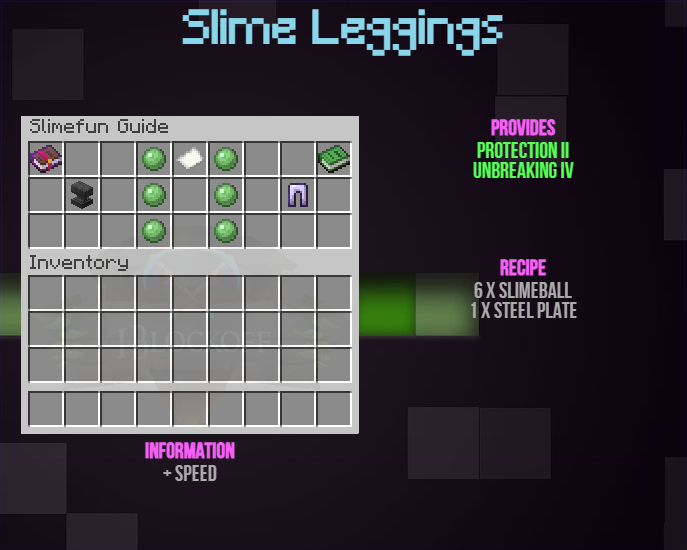 Slime Leggings
Slimefun Guide
PROVIDES
PROTECTION II
UNBREAKING IV
Inventory
RECIPE
6 X SLIMEBALL
1 X STEEL PLATE
INFORMATION
+ SPEED